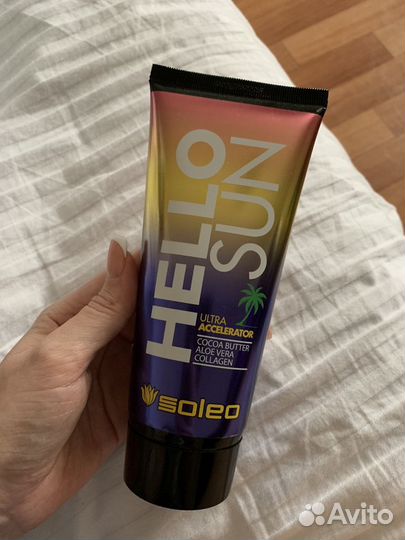 HELLO
SUN
ULTRA
ACCELERATOR
COCOA BUTTER
ALOE VERA
COLLAGEN
soleo
Avito